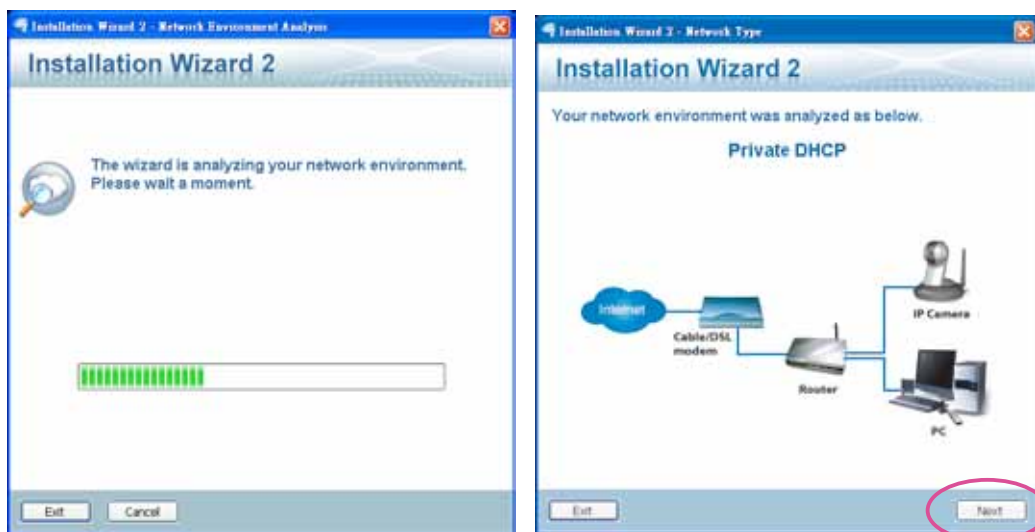 Installation Wizard 2 - Network Environment Analysis
Installation Wizard 2
The wizard is analyzing your network environment.
Please wait a moment.
Exit
Cancel
Installation Wizard 2 - Network Type
Installation Wizard 2
Your network environment was analyzed as below.
Private DHCP
Internet
Cable/DSL
modem
Router
IP Camera
PC
Exit
Next